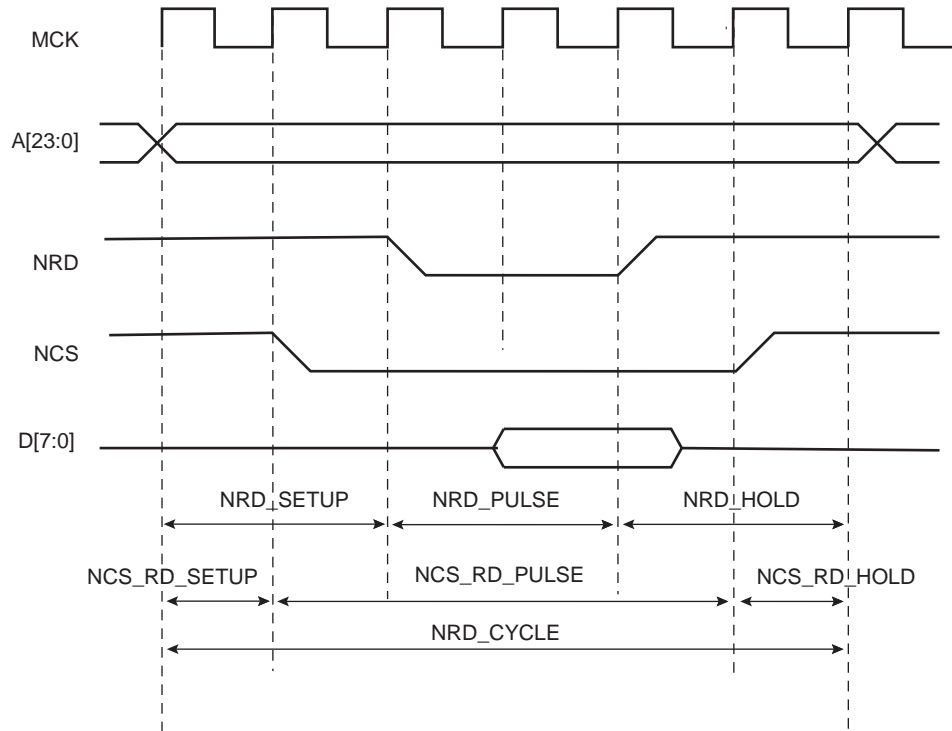 MCK
A[23:0]
NRD
NCS
D[7:0]
NRD_SETUP NRD_PULSE NRD_HOLD
NCS_RD_SETUP NCS_RD_PULSE NCS_RD_HOLD
NRD_CYCLE